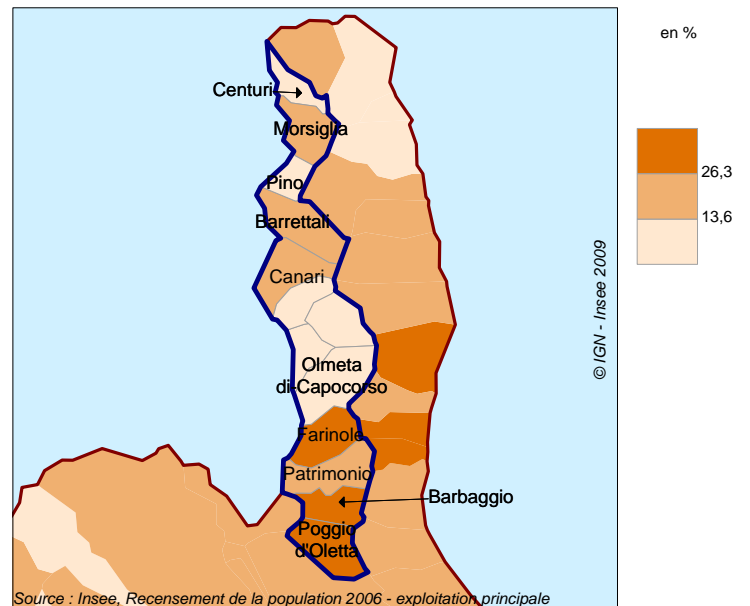 en %
26,3
13,6
Centuri
Morsiglia
Pino
Barrettali
Canari
Olmeta
di-Capocorso
Farinole
Patrimonio
Barbaggio
Poggio
d'Oletta
© IGN - Insee 2009
Source : Insee, Recensement de la population 2006 - exploitation principale